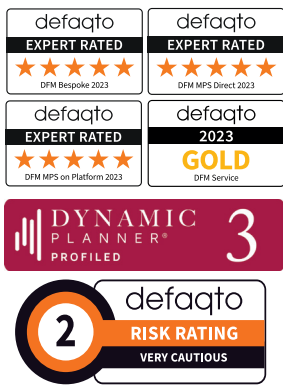 defaqto
EXPERT RATED
DFM Bespoke 2023
defaqto
EXPERT RATED
DFM MPS Direct 2023
defaqto
EXPERT RATED
DFM MPS on Platform 2023
defaqto
2023
GOLD
DFM Service
DYNAMIC
PLANNER®
PROFILED
3
2
defaqto
RISK RATING
VERY CAUTIOUS